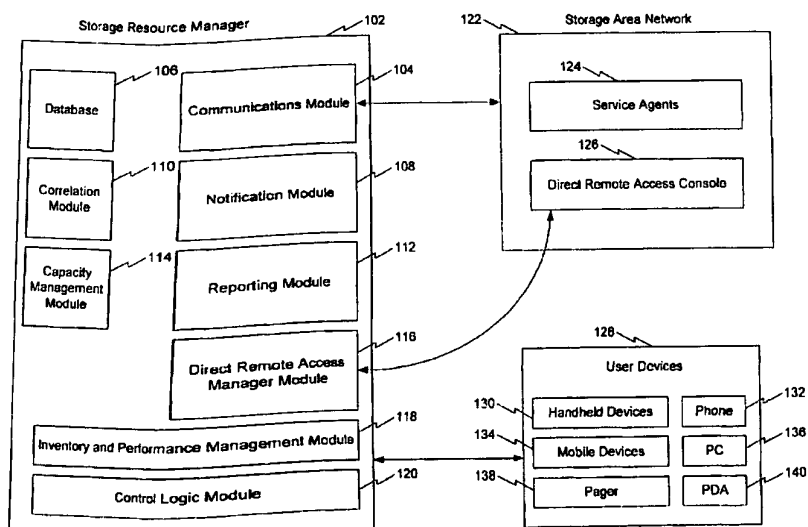 Storage Resource Manager
102
106
104
Database
Communications Module
110
108
Correlation
Module
Notification Module
114
112
Capacity
Management
Module
Reporting Module
116
Direct Remote Access
Manager Module
118
Inventory and Performance Management Module
120
Control Logic Module
Storage Area Network
122
124
Service Agents
126
Direct Remote Access Console
128
User Devices
130
Handheld Devices
Phone
132
134
Mobile Devices
PC
136
138
Pager
PDA
140